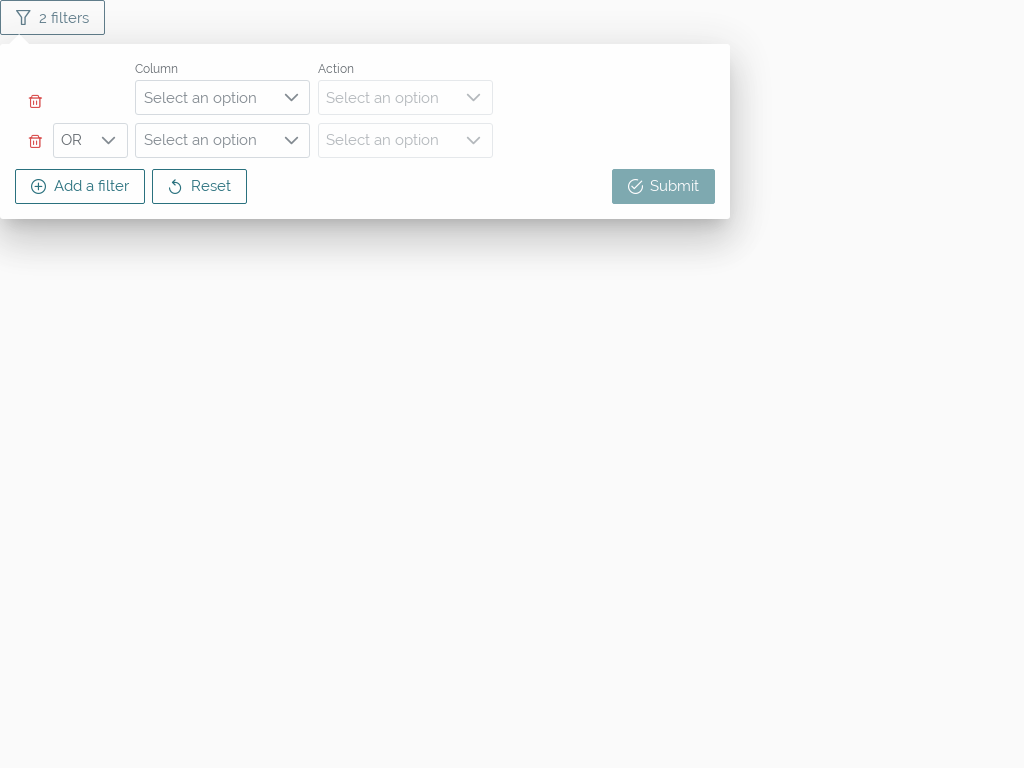 2 filters
Column Action
Select an option Select an option
OR Select an option Select an option
Add a filter Reset Submit